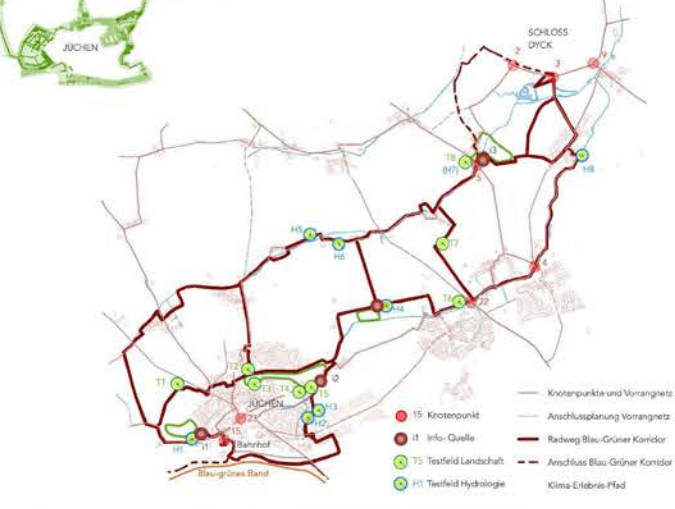 JÜCHEN
SCHLOSS
DYCK
2
3
9
T8
(H7)
i3
5
H8
H5
H6
T7
4
H4
T6
22
T1
T2
T3
T4
T5
i2
JÜCHEN
H3
H2
23
15
H1
i1
Bahnhof
Blau-grünes Band
15 Knotenpunkt
i1 Info- Quelle
T5 Testfeld Landschaft
H1 Testfeld Hydrologie
Knotenpunkte und Vorrangnetz
Anschlussplanung Vorrangnetz
Radweg Blau-Grüner Korridor
Anschluss Blau-Grüner Korridor
Klima-Erlebnis-Pfad